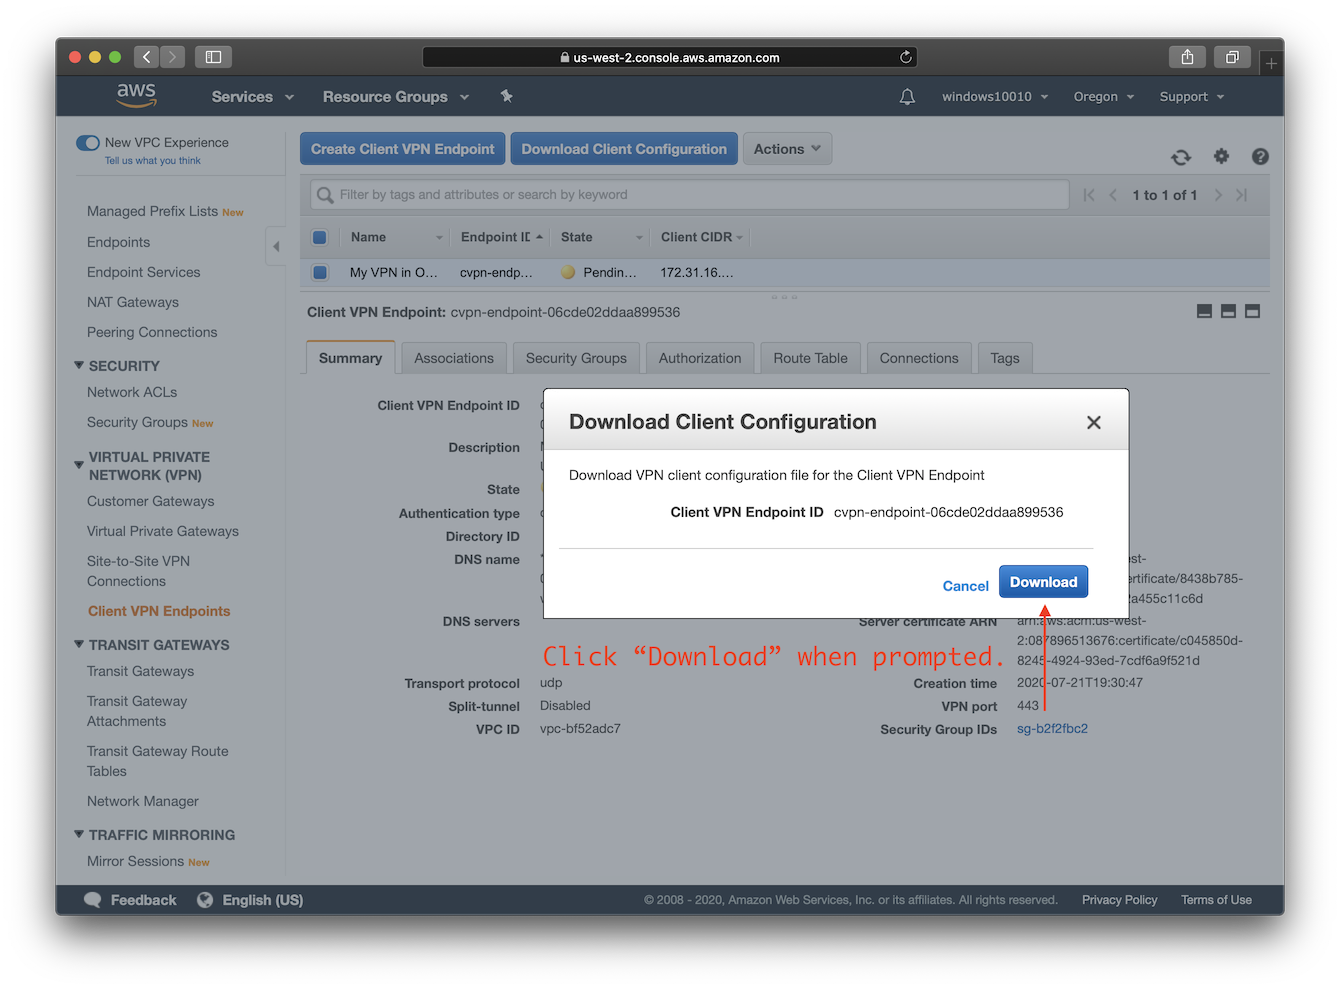 us-west-2.console.aws.amazon.com
aws Services Resource Groups windows10010 Oregon Support
New VPC Experience
Tell us what you think
Managed Prefix Lists New
Endpoints
Endpoint Services
NAT Gateways
Peering Connections
SECURITY
Network ACLs
Security Groups New
VIRTUAL PRIVATE
NETWORK (VPN)
Customer Gateways
Virtual Private Gateways
Site-to-Site VPN
Connections
Client VPN Endpoints
TRANSIT GATEWAYS
Transit Gateways
Transit Gateway
Attachments
Transit Gateway Route
Tables
Network Manager
TRAFFIC MIRRORING
Mirror Sessions New
Create Client VPN Endpoint Download Client Configuration Actions
Filter by tags and attributes or search by keyword 1 to 1 of 1
Name Endpoint ID State Client CIDR
My VPN in O... cvpn-endp... Pendin... 172.31.16....
Client VPN Endpoint: cvpn-endpoint-06cde02ddaa899536
Summary Associations Security Groups Authorization Route Table Connections Tags
Client VPN Endpoint ID
Description
State
Authentication type
Directory ID
DNS name
DNS servers
Transport protocol udp
Split-tunnel Disabled
VPC ID vpc-bf52adc7
Download Client Configuration
Download VPN client configuration file for the Client VPN Endpoint
Client VPN Endpoint ID cvpn-endpoint-06cde02ddaa899536
Cancel Download
Click “Download” when prompted.
est-
ertificate/8438b785-
a455c11c6d
Server certificate ARN arn:aws:acm:us-west-
2:087896513676:certificate/c045850d-
8245-4924-93ed-7cdf6a9f521d
Creation time 2020-07-21T19:30:47
VPN port 443
Security Group IDs sg-b2f2fbc2
Feedback English (US) © 2008 - 2020, Amazon Web Services, Inc. or its affiliates. All rights reserved. Privacy Policy Terms of Use